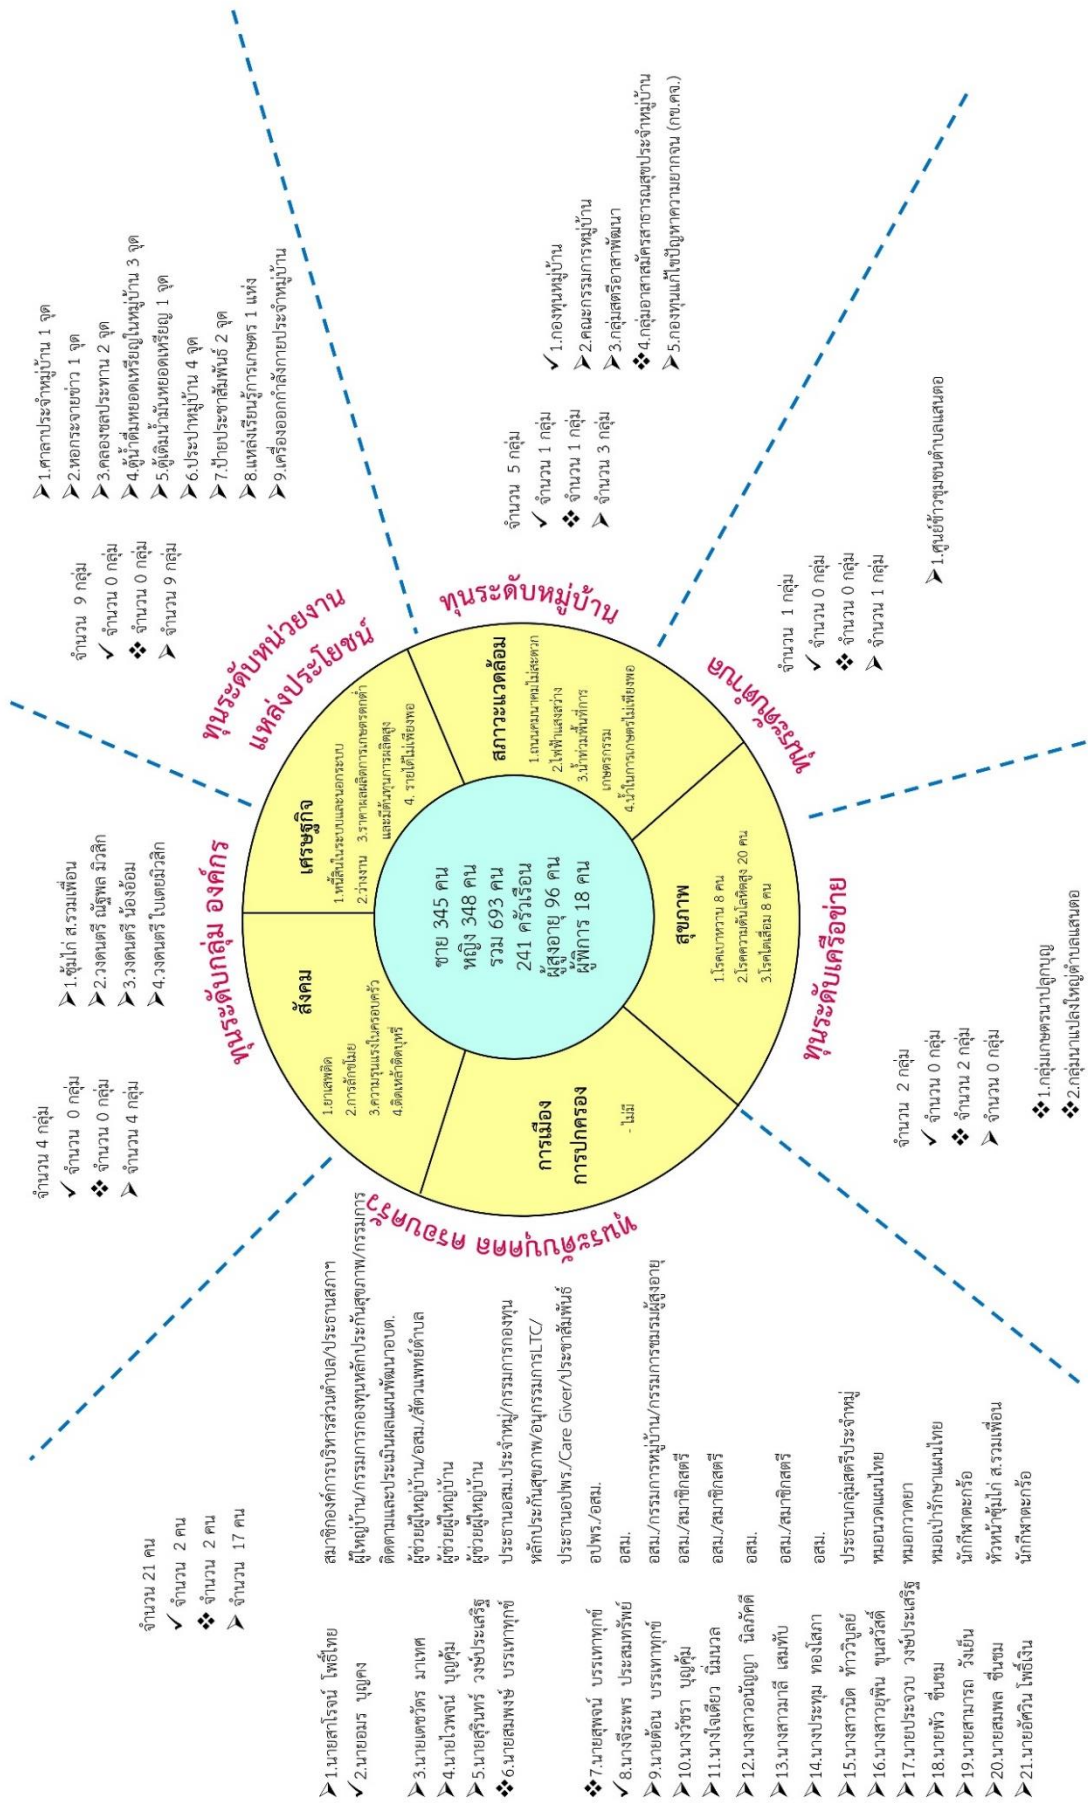 ทุนระดับบุคคล ครอบครัว
จำนวน 21 คน
✓ จำนวน 2 คน
❖ จำนวน 2 คน
➢ จำนวน 17 คน
➢ 1.นายสาโรจน์ โพธิ์ไทย สมาชิกองค์การบริหารส่วนตำบล/ประธานสภาฯ
✓ 2.นายอมร บุญคง ผู้ใหญ่บ้าน/กรรมการกองทุนหลักประกันสุขภาพ/กรรมการ
ติดตามและประเมินผลแผนพัฒนาอบต.
➢ 3.นายเตชวัตร มาเทศ ผู้ช่วยผู้ใหญ่บ้าน/อสม./สัตวแพทย์ตำบล
➢ 4.นายไวพจน์ บุญคุ้ม ผู้ช่วยผู้ใหญ่บ้าน
➢ 5.นายสุรินทร์ วงษ์ประเสริฐ ผู้ช่วยผู้ใหญ่บ้าน
❖ 6.นายสมพงษ์ บรรเทาทุกข์ ประธานอสม.ประจำหมู่/กรรมการกองทุน
หลักประกันสุขภาพ/อนุกรรมการLTC/
ประธานอปพร./Care Giver/ประชาสัมพันธ์
❖ 7.นายสุพจน์ บรรเทาทุกข์ อปพร./อสม.
✓ 8.นางจีระพร ประสมทรัพย์ อสม.
➢ 9.นายต้อน บรรเทาทุกข์ อสม./กรรมการหมู่บ้าน/กรรมการชมรมผู้สูงอายุ
➢ 10.นางวัชรา บุญคุ้ม อสม./สมาชิกสตรี
➢ 11.นางใจเดียว นิ่มนวล อสม./สมาชิกสตรี
➢ 12.นางสาวอนัญญา นิลภักดี อสม.
➢ 13.นางสาวมาลี เสมทับ อสม./สมาชิกสตรี
➢ 14.นางประทุม ทองโสภา อสม.
➢ 15.นางสาวนิด ท้าววิบูลย์ ประธานกลุ่มสตรีประจำหมู่
➢ 16.นางสาวยุพิน ขุนสวัสดิ์ หมอนวดแผนไทย
➢ 17.นายประจวบ วงษ์ประเสริฐ หมอกวาดยา
➢ 18.นายพัว ชื่นชม หมอเป่ารักษาแผนไทย
➢ 19.นายสามารถ วังเย็น นักกีฬาตะกร้อ
➢ 20.นายสมพล ชื่นชม หัวหน้าซุ้มไก่ ส.รวมเพื่อน
➢ 21.นายอัศวิน โพธิ์เงิน นักกีฬาตะกร้อ
ทุนระดับกลุ่ม องค์กร
จำนวน 4 กลุ่ม
✓ จำนวน 0 กลุ่ม
❖ จำนวน 0 กลุ่ม
➢ จำนวน 4 กลุ่ม
➢ 1.ซุ้มไก่ ส.รวมเพื่อน
➢ 2.วงดนตรี ณัฐพล มิวสิก
➢ 3.วงดนตรี น้องอ้อม
➢ 4.วงดนตรี ใบเตยมิวสิก
ทุนระดับหน่วยงาน
แหล่งประโยชน์
จำนวน 9 กลุ่ม
✓ จำนวน 0 กลุ่ม
❖ จำนวน 0 กลุ่ม
➢ จำนวน 9 กลุ่ม
➢ 1.ศาลาประจำหมู่บ้าน 1 จุด
➢ 2.หอกระจายข่าว 1 จุด
➢ 3.คลองชลประทาน 2 จุด
➢ 4.ตู้น้ำดื่มหยอดเหรียญในหมู่บ้าน 3 จุด
➢ 5.ตู้เติมน้ำมันหยอดเหรียญ 1 จุด
➢ 6.ประปาหมู่บ้าน 4 จุด
➢ 7.ป้ายประชาสัมพันธ์ 2 จุด
➢ 8.แหล่งเรียนรู้การเกษตร 1 แห่ง
➢ 9.เครื่องออกกำลังกายประจำหมู่บ้าน
ทุนระดับหมู่บ้าน
จำนวน 5 กลุ่ม
✓ จำนวน 1 กลุ่ม
❖ จำนวน 1 กลุ่ม
➢ จำนวน 3 กลุ่ม
✓ 1.กองทุนหมู่บ้าน
➢ 2.คณะกรรมการหมู่บ้าน
➢ 3.กลุ่มสตรีอาสาพัฒนา
❖ 4.กลุ่มอาสาสมัครสาธารณสุขประจำหมู่บ้าน
➢ 5.กองทุนแก้ไขปัญหาความยากจน (กข.คจ.)
ทุนระดับตำบล
จำนวน 1 กลุ่ม
✓ จำนวน 0 กลุ่ม
❖ จำนวน 0 กลุ่ม
➢ จำนวน 1 กลุ่ม
➢ 1.ศูนย์ข้าวชุมชนตำบลแสนตอ
ทุนระดับเครือข่าย
จำนวน 2 กลุ่ม
✓ จำนวน 0 กลุ่ม
❖ จำนวน 2 กลุ่ม
➢ จำนวน 0 กลุ่ม
❖ 1.กลุ่มเกษตรนาปลูกบุญ
❖ 2.กลุ่มนาแปลงใหญ่ตำบลแสนตอ
สังคม
1.ยาเสพติด
2.การลักขโมย
3.ความรุนแรงในครอบครัว
4.ติดเหล้าติดบุหรี่
เศรษฐกิจ
1.หนี้สินในระบบและนอกระบบ
2.ว่างงาน 3.ราคาผลผลิตการเกษตรตกต่ำ
และมีต้นทุนการผลิตสูง
4. รายได้ไม่เพียงพอ
สภาวะแวดล้อม
1.ถนนคมนาคมไม่สะดวก
2.ไฟฟ้าแสงสว่าง
3.น้ำท่วมพื้นที่การ
เกษตรกรรม
4.น้ำในการเกษตรไม่เพียงพอ
สุขภาพ
1.โรคเบาหวาน 8 คน
2.โรคความดันโลหิตสูง 20 คน
3.โรคไตเสื่อม 8 คน
การเมือง
การปกครอง
- ไม่มี
ชาย 345 คน
หญิง 348 คน
รวม 693 คน
241 ครัวเรือน
ผู้สูงอายุ 96 คน
ผู้พิการ 18 คน